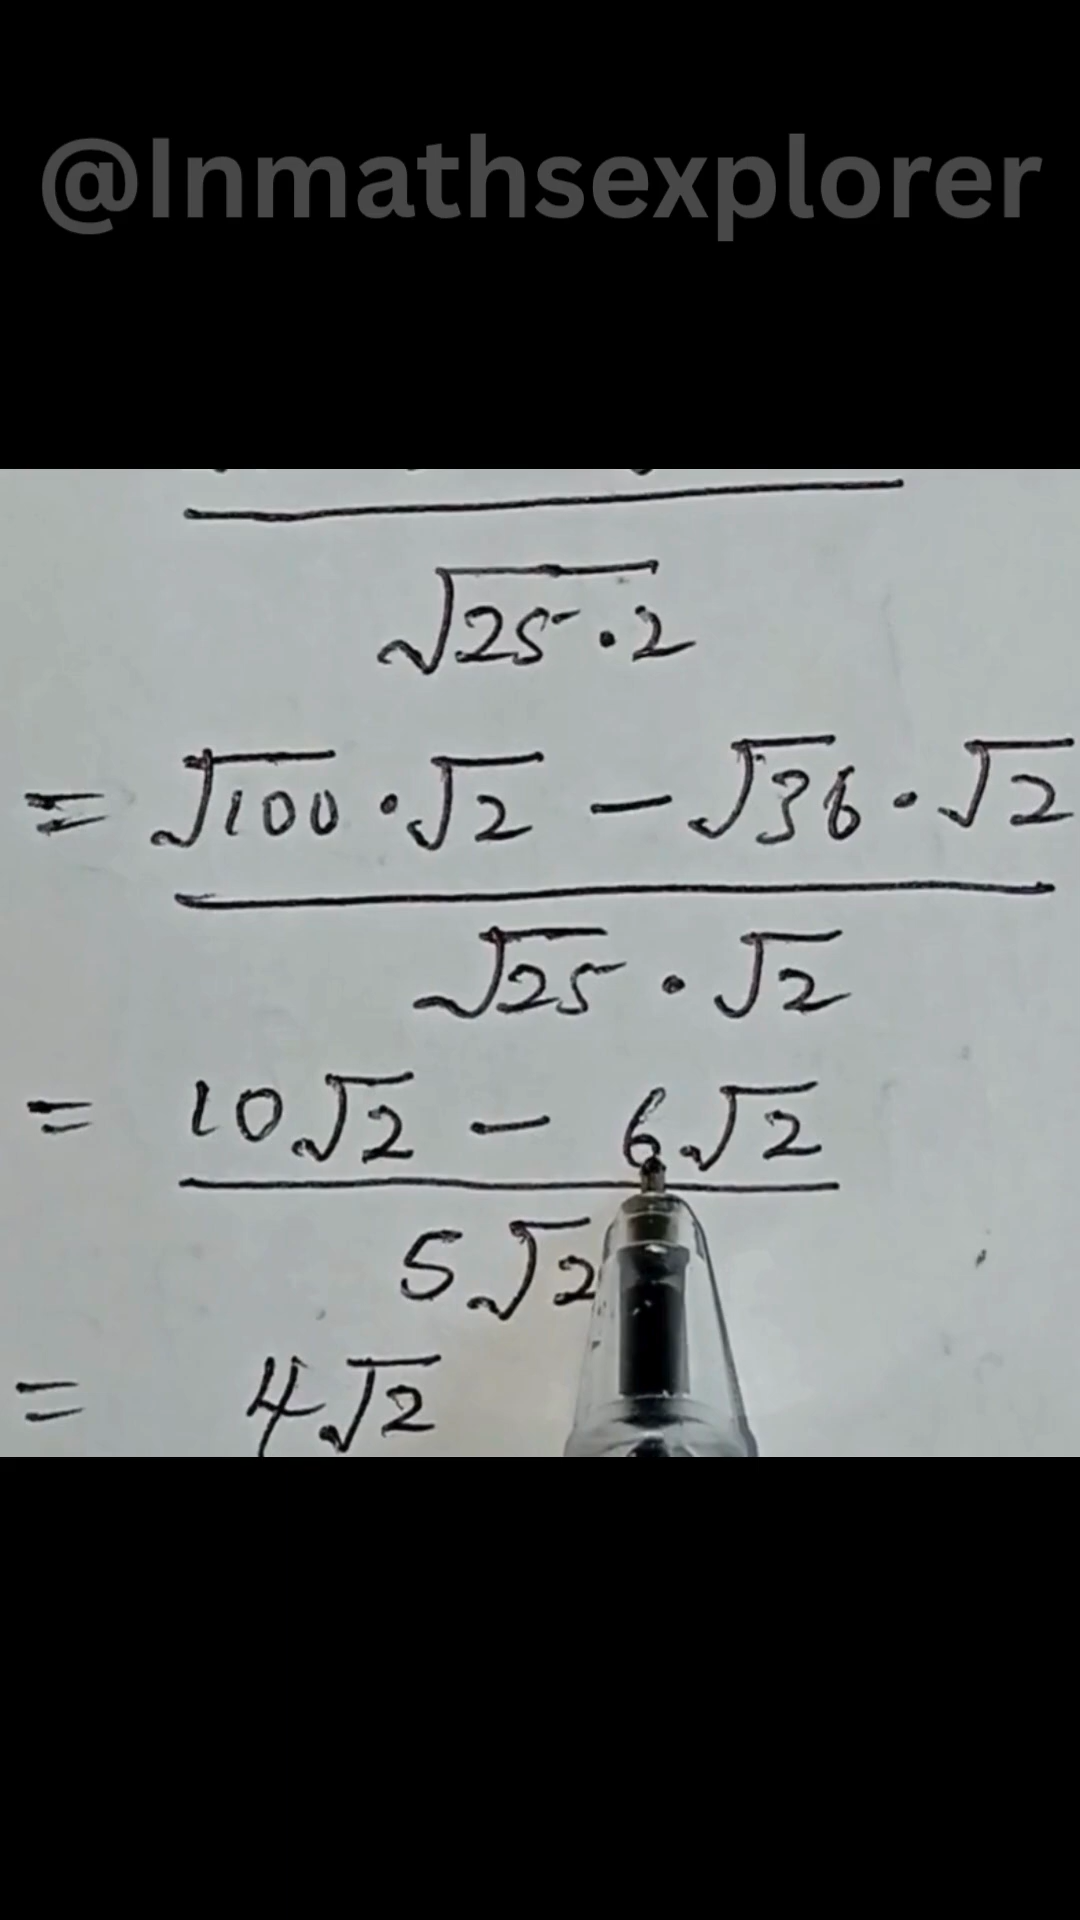 @Inmathsexplorer
√25·2
= √100·√2 − √36·√2
√25·√2
= 10√2 − 6√2
5√2
= 4√2